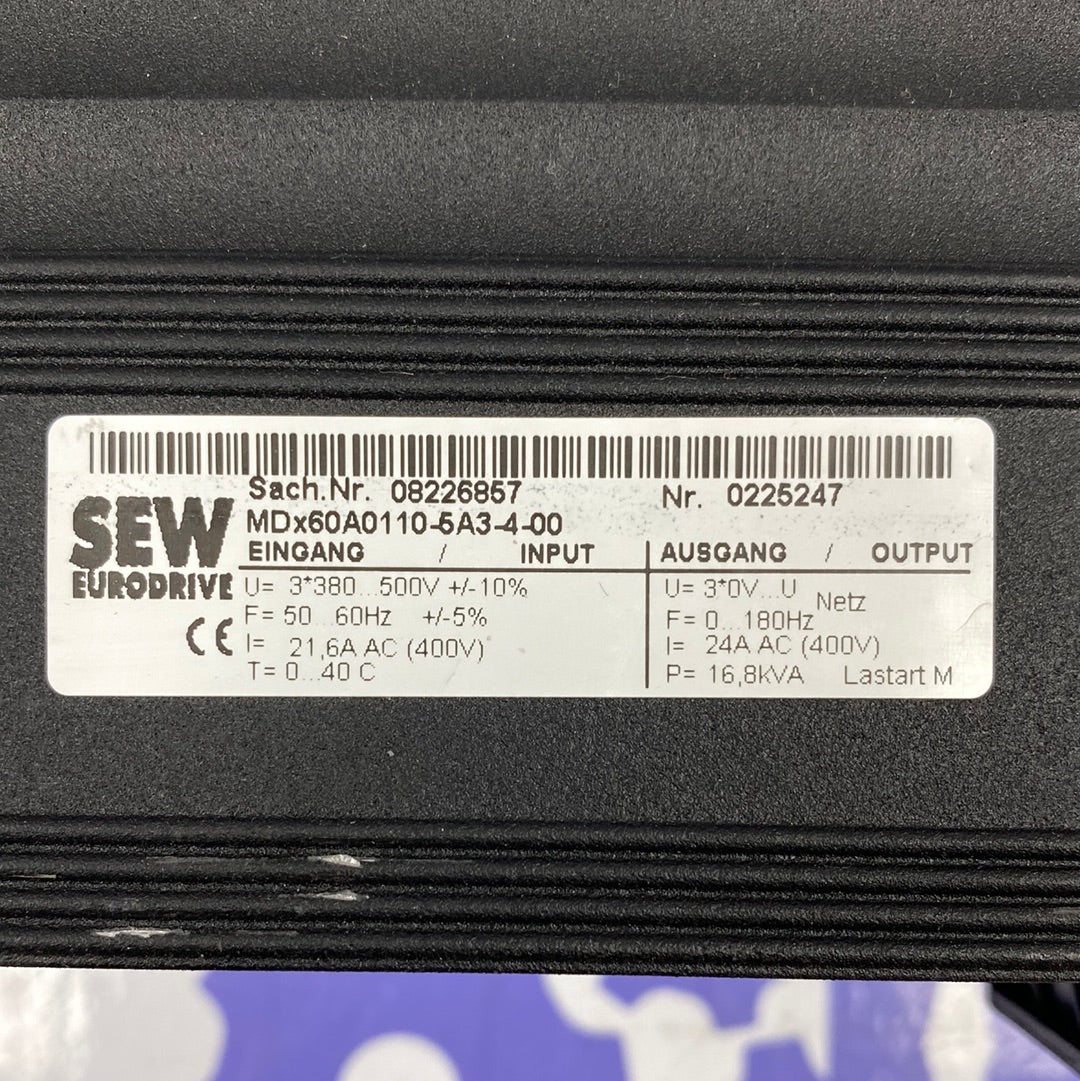 Sach.Nr. 08226857 Nr. 0225247
MDx60A0110-5A3-4-00
SEW
EURODRIVE
CE
EINGANG / INPUT
U= 3*380...500V +/-10%
F= 50...60Hz +/-5%
I= 21,6A AC (400V)
T= 0...40 C
AUSGANG / OUTPUT
U= 3*0V...U Netz
F= 0...180Hz
I= 24A AC (400V)
P= 16,8KVA Lastart M